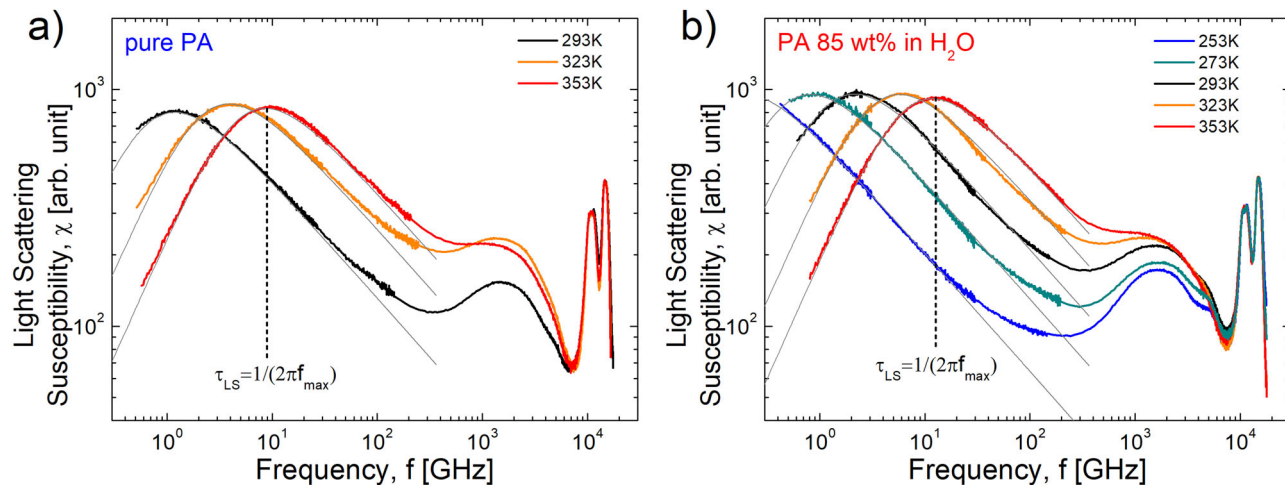 a)
pure PA
293K
323K
353K
10³
10²
Light Scattering
Susceptibility, χ [arb. unit]
τLS=1/(2πfmax)
10⁰ 10¹ 10² 10³ 10⁴
Frequency, f [GHz]
b)
PA 85 wt% in H₂O
253K
273K
293K
323K
353K
10³
10²
Light Scattering
Susceptibility, χ [arb. unit]
τLS=1/(2πfmax)
10⁰ 10¹ 10² 10³ 10⁴
Frequency, f [GHz]